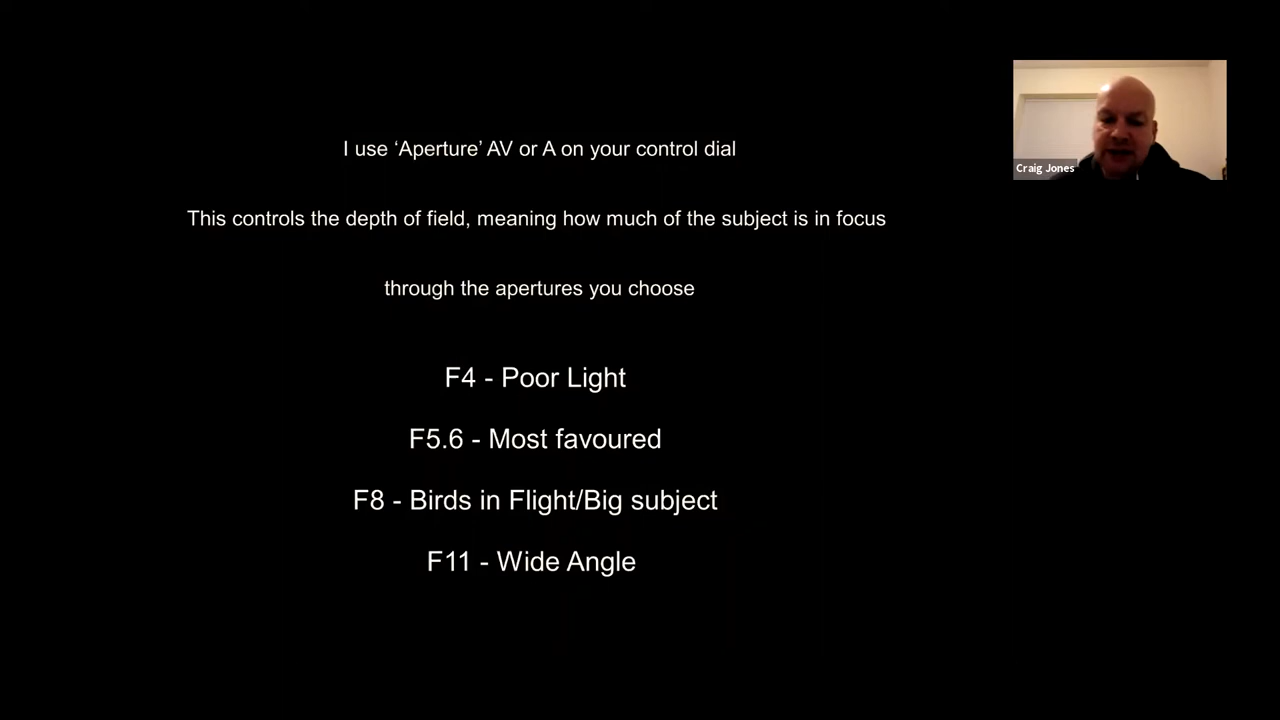 I use ‘Aperture’ AV or A on your control dial
This controls the depth of field, meaning how much of the subject is in focus
through the apertures you choose
F4 - Poor Light
F5.6 - Most favoured
F8 - Birds in Flight/Big subject
F11 - Wide Angle
Craig Jones